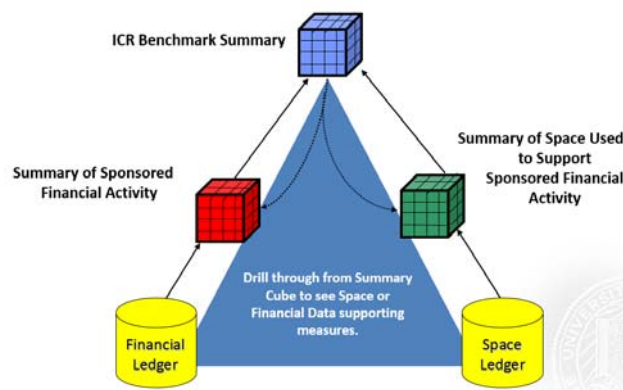 ICR Benchmark Summary
Summary of Space Used
to Support
Sponsored Financial
Activity
Summary of Sponsored
Financial Activity
Drill through from Summary
Cube to see Space or
Financial Data supporting
measures.
Financial
Ledger
Space
Ledger